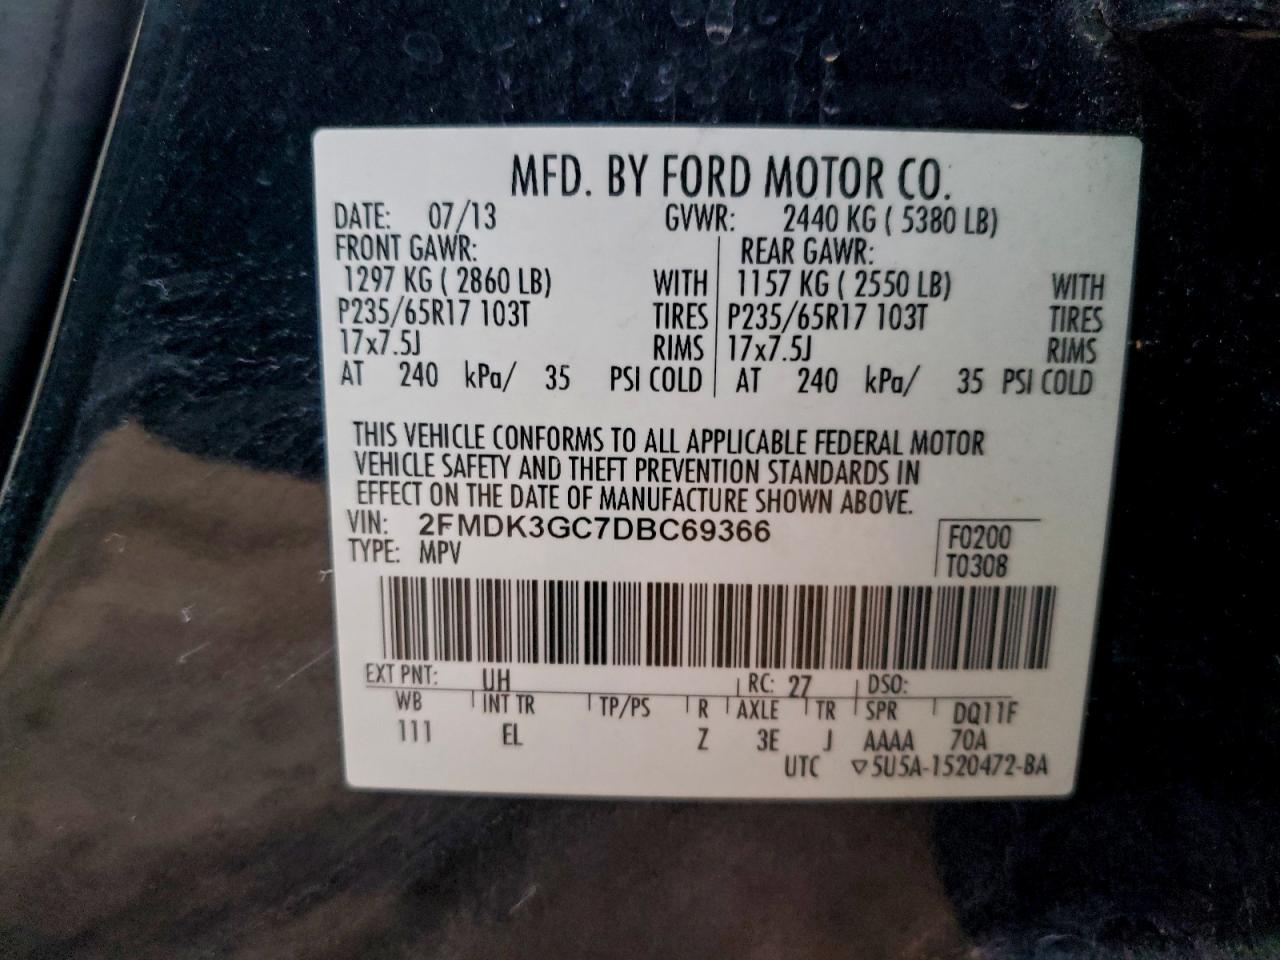 MFD. BY FORD MOTOR CO.
DATE: 07/13 GVWR: 2440 KG ( 5380 LB)
FRONT GAWR: REAR GAWR:
1297 KG ( 2860 LB) WITH 1157 KG ( 2550 LB) WITH
P235/65R17 103T TIRES P235/65R17 103T TIRES
17x7.5J RIMS 17x7.5J RIMS
AT 240 kPa/ 35 PSI COLD AT 240 kPa/ 35 PSI COLD
THIS VEHICLE CONFORMS TO ALL APPLICABLE FEDERAL MOTOR
VEHICLE SAFETY AND THEFT PREVENTION STANDARDS IN
EFFECT ON THE DATE OF MANUFACTURE SHOWN ABOVE.
VIN: 2FMDK3GC7DBC69366 F0200
TYPE: MPV T0308
EXT PNT: UH RC: 27 DSO:
WB INT TR TP/PS R AXLE TR SPR DQ11F
111 EL Z 3E J AAAA 70A
UTC ▽5U5A-1520472-BA